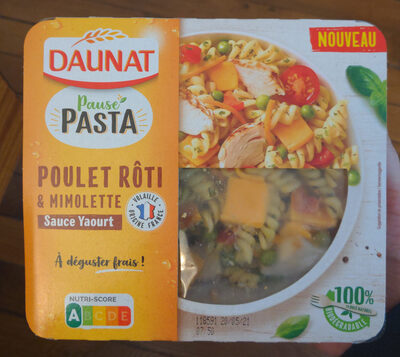 DAUNAT
Pause
PASTA
POULET RÔTI
& MIMOLETTE
Sauce Yaourt
VOLAILLE
ORIGINE FRANCE
À déguster frais !
NUTRI-SCORE
A B C D E
NOUVEAU
100%
BIODÉGRADABLE